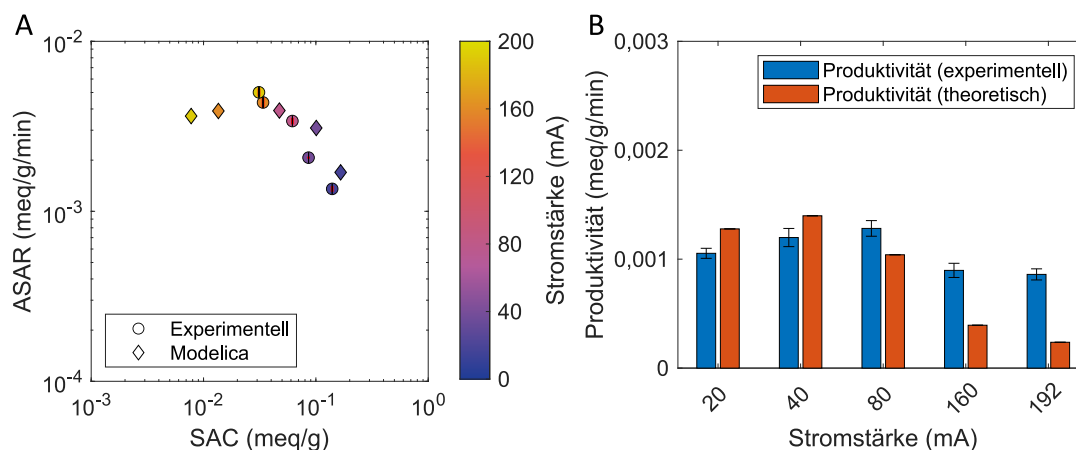 A
ASAR (meq/g/min)
10⁻²
10⁻³
10⁻⁴
Experimentell
Modelica
10⁻³
10⁻²
10⁻¹
10⁰
SAC (meq/g)
200
160
120
80
40
0
Stromstärke (mA)
B
Produktivität (meq/g/min)
0,003
0,002
0,001
0
Produktivität (experimentell)
Produktivität (theoretisch)
20
40
80
160
192
Stromstärke (mA)